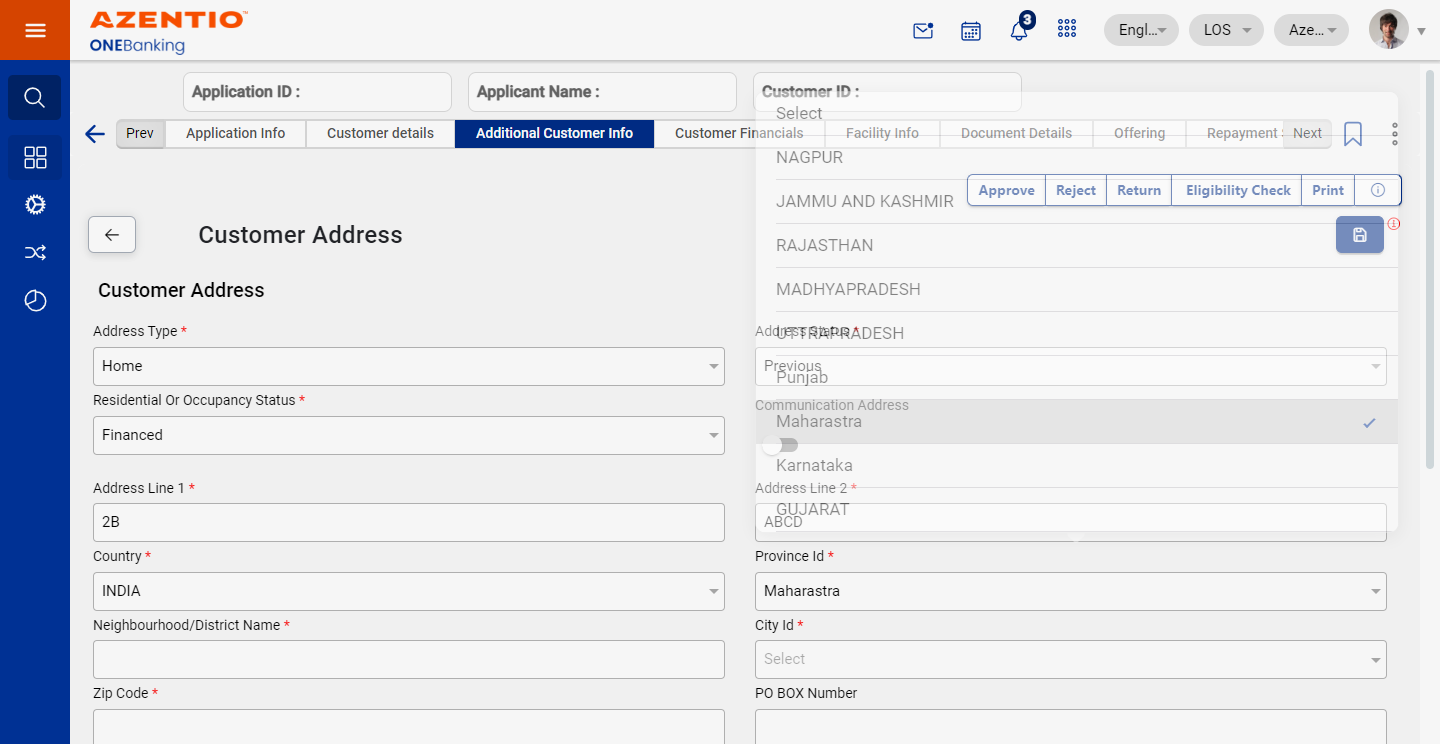 AZENTIO™
ONEBanking
3
Engl...
LOS
Aze...
Application ID :
Applicant Name :
Customer ID :
Prev
Application Info
Customer details
Additional Customer Info
Customer Financials
Facility Info
Document Details
Offering
Repayment S
Next
Select
NAGPUR
JAMMU AND KASHMIR
RAJASTHAN
MADHYAPRADESH
UTTRAPRADESH
Punjab
Maharastra
Karnataka
GUJARAT
Approve
Reject
Return
Eligibility Check
Print
Customer Address
Customer Address
Address Type *
Home
Address Status *
Previous
Residential Or Occupancy Status *
Financed
Communication Address
Address Line 1 *
2B
Address Line 2 *
ABCD
Country *
INDIA
Province Id *
Maharastra
Neighbourhood/District Name *
City Id *
Select
Zip Code *
PO BOX Number